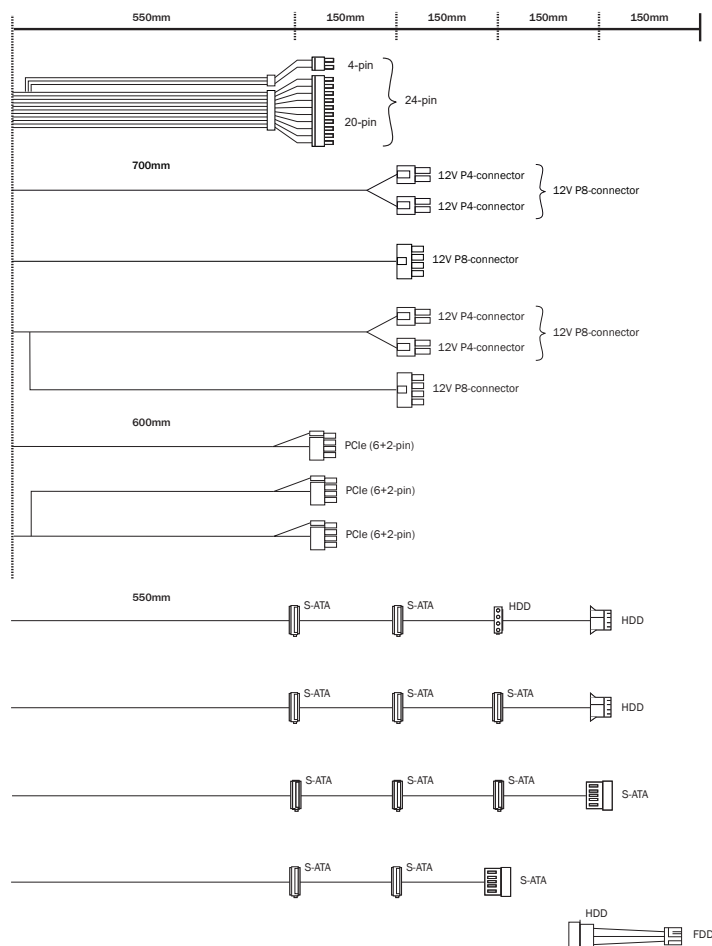 550mm 150mm 150mm 150mm 150mm
4-pin
24-pin
20-pin
700mm
12V P4-connector
12V P8-connector
12V P4-connector
12V P8-connector
12V P4-connector
12V P8-connector
12V P4-connector
12V P8-connector
600mm
PCIe (6+2-pin)
PCIe (6+2-pin)
PCIe (6+2-pin)
550mm
S-ATA S-ATA HDD
HDD
S-ATA S-ATA S-ATA
HDD
S-ATA S-ATA S-ATA
S-ATA
S-ATA S-ATA
S-ATA
HDD
FDD